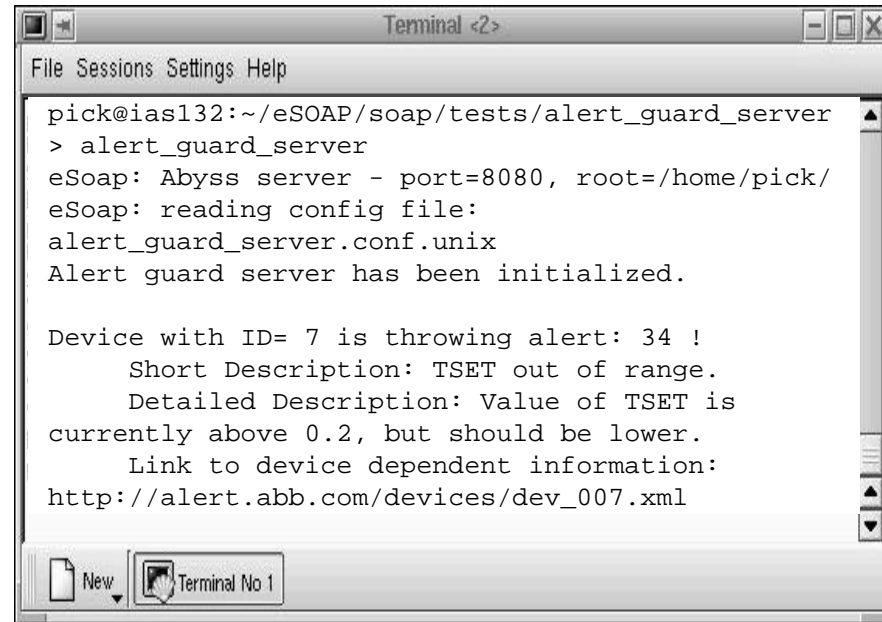 Terminal <2>
File Sessions Settings Help
pick@ias132:~/eSOAP/soap/tests/alert_guard_server
> alert_guard_server
eSoap: Abyss server - port=8080, root=/home/pick/
eSoap: reading config file:
alert_guard_server.conf.unix
Alert guard server has been initialized.
Device with ID= 7 is throwing alert: 34 !
Short Description: TSET out of range.
Detailed Description: Value of TSET is
currently above 0.2, but should be lower.
Link to device dependent information:
http://alert.abb.com/devices/dev_007.xml
New Terminal No 1